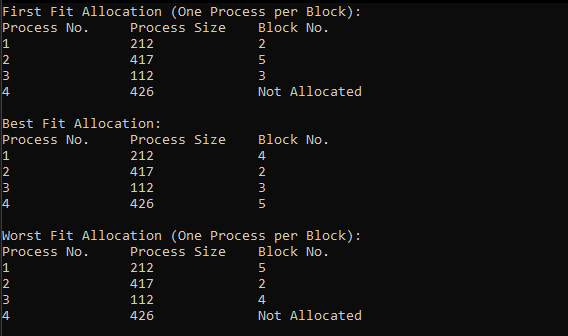 First Fit Allocation (One Process per Block):
Process No.     Process Size    Block No.
1               212             2
2               417             5
3               112             3
4               426             Not Allocated

Best Fit Allocation:
Process No.     Process Size    Block No.
1               212             4
2               417             2
3               112             3
4               426             5

Worst Fit Allocation (One Process per Block):
Process No.     Process Size    Block No.
1               212             5
2               417             2
3               112             4
4               426             Not Allocated